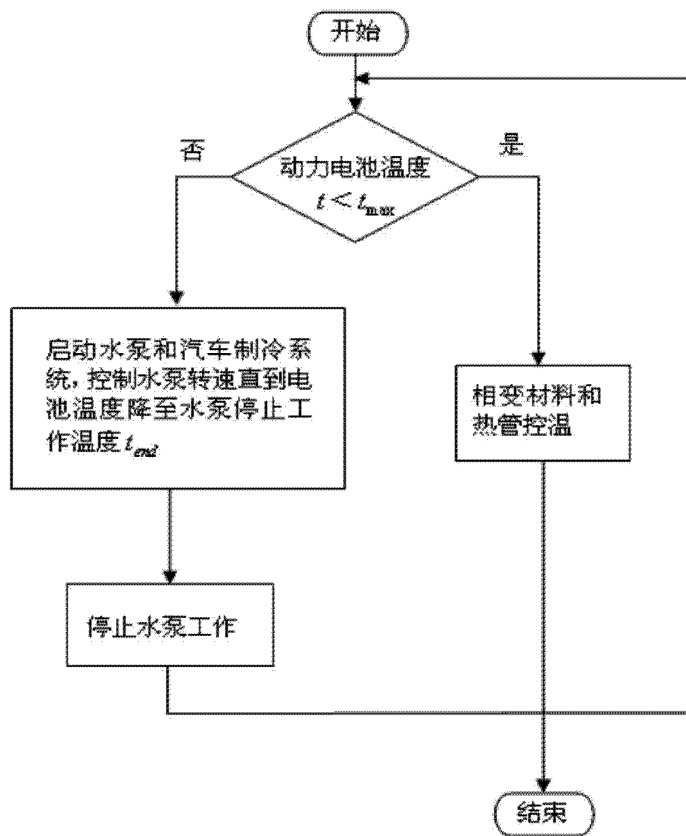 开始
否
是
动力电池温度
t < t_max
启动水泵和汽车制冷系
统，控制水泵转速直到电
池温度降至水泵停止工
作温度 t_end
相变材料和
热管控温
停止水泵工作
结束